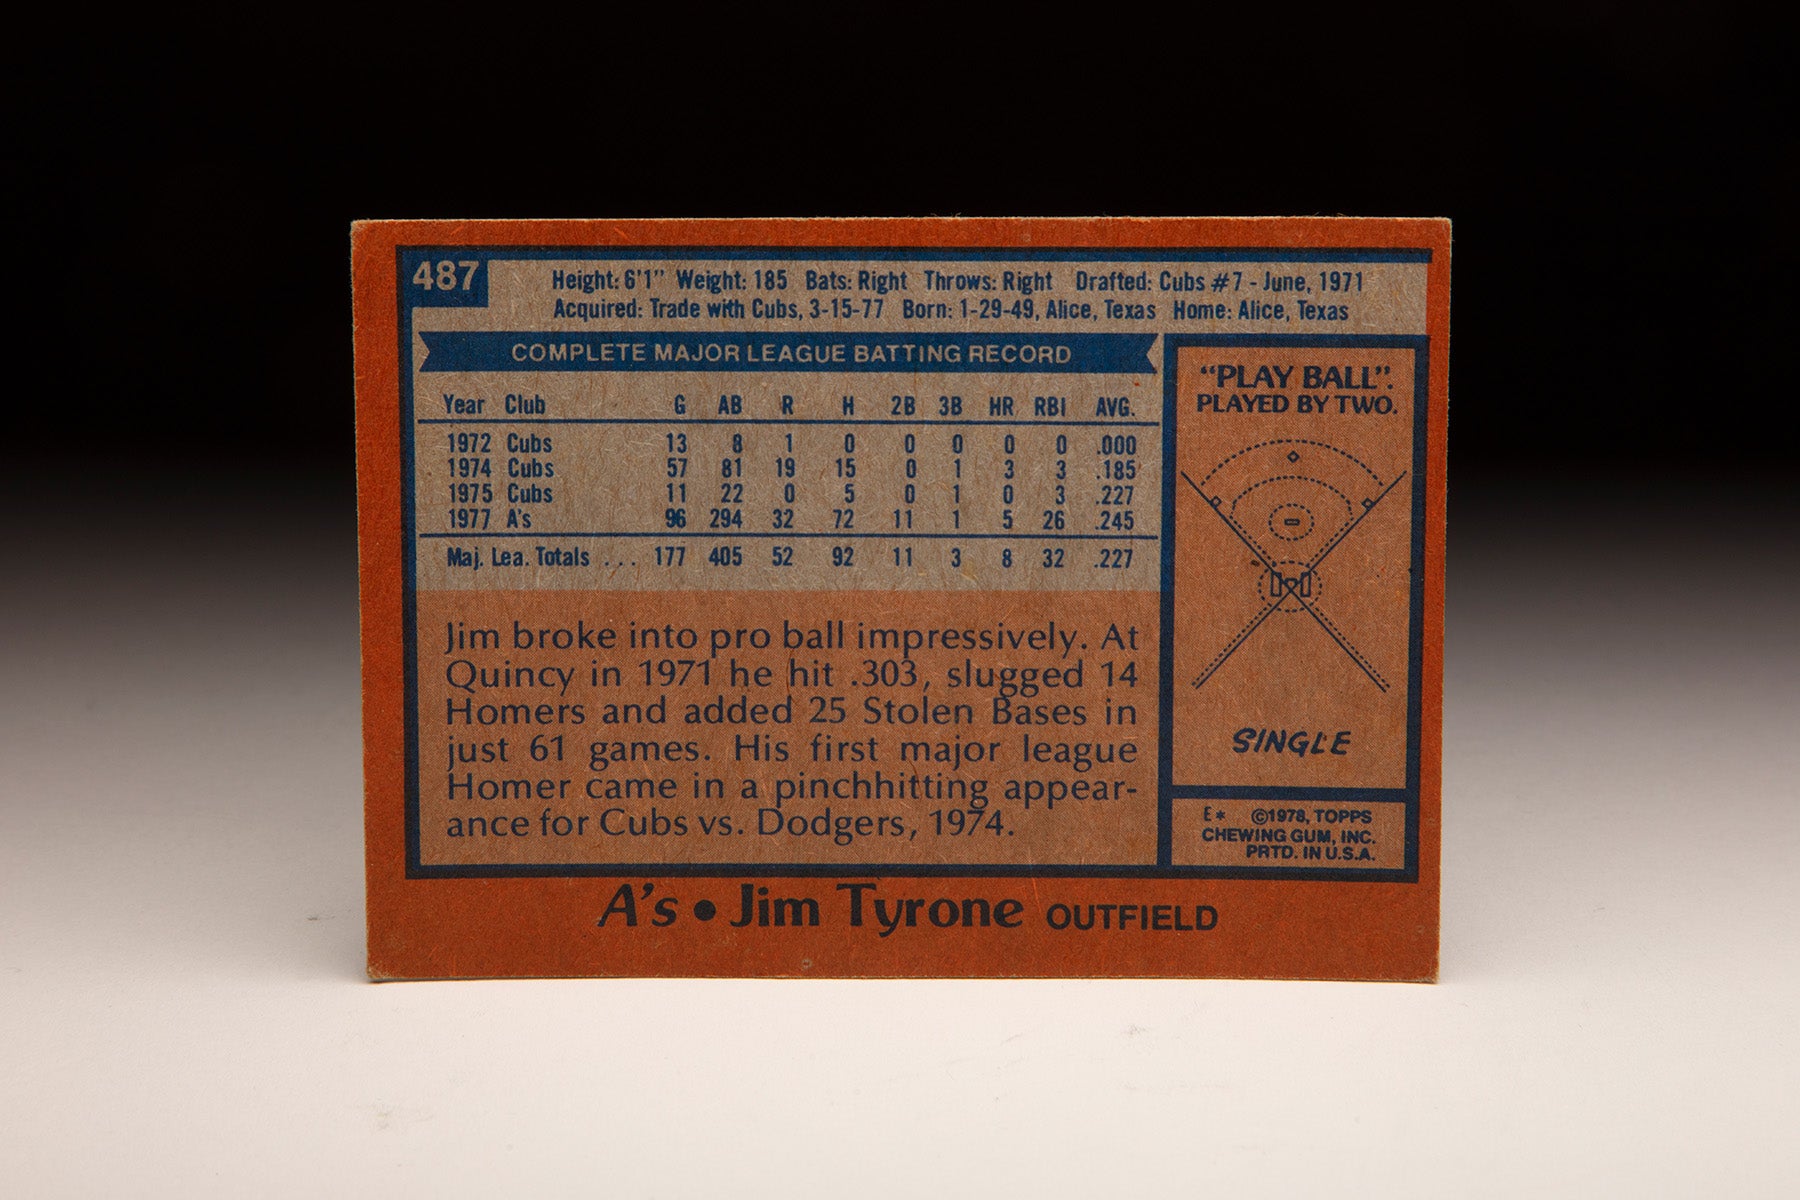 487
Height: 6'1" Weight: 185 Bats: Right Throws: Right Drafted: Cubs #7 - June, 1971
Acquired: Trade with Cubs, 3-15-77 Born: 1-29-49, Alice, Texas Home: Alice, Texas
COMPLETE MAJOR LEAGUE BATTING RECORD
Year Club G AB R H 2B 3B HR RBI AVG.
1972 Cubs 13 8 1 0 0 0 0 0 .000
1974 Cubs 57 81 19 15 0 1 3 3 .185
1975 Cubs 11 22 0 5 0 1 0 3 .227
1977 A's 96 294 32 72 11 1 5 26 .245
Maj. Lea. Totals . . . 177 405 52 92 11 3 8 32 .227
Jim broke into pro ball impressively. At
Quincy in 1971 he hit .303, slugged 14
Homers and added 25 Stolen Bases in
just 61 games. His first major league
Homer came in a pinchhitting appear-
ance for Cubs vs. Dodgers, 1974.
"PLAY BALL".
PLAYED BY TWO.
SINGLE
E* ©1978, TOPPS
CHEWING GUM, INC.
PRTD. IN U.S.A.
A's • Jim Tyrone OUTFIELD